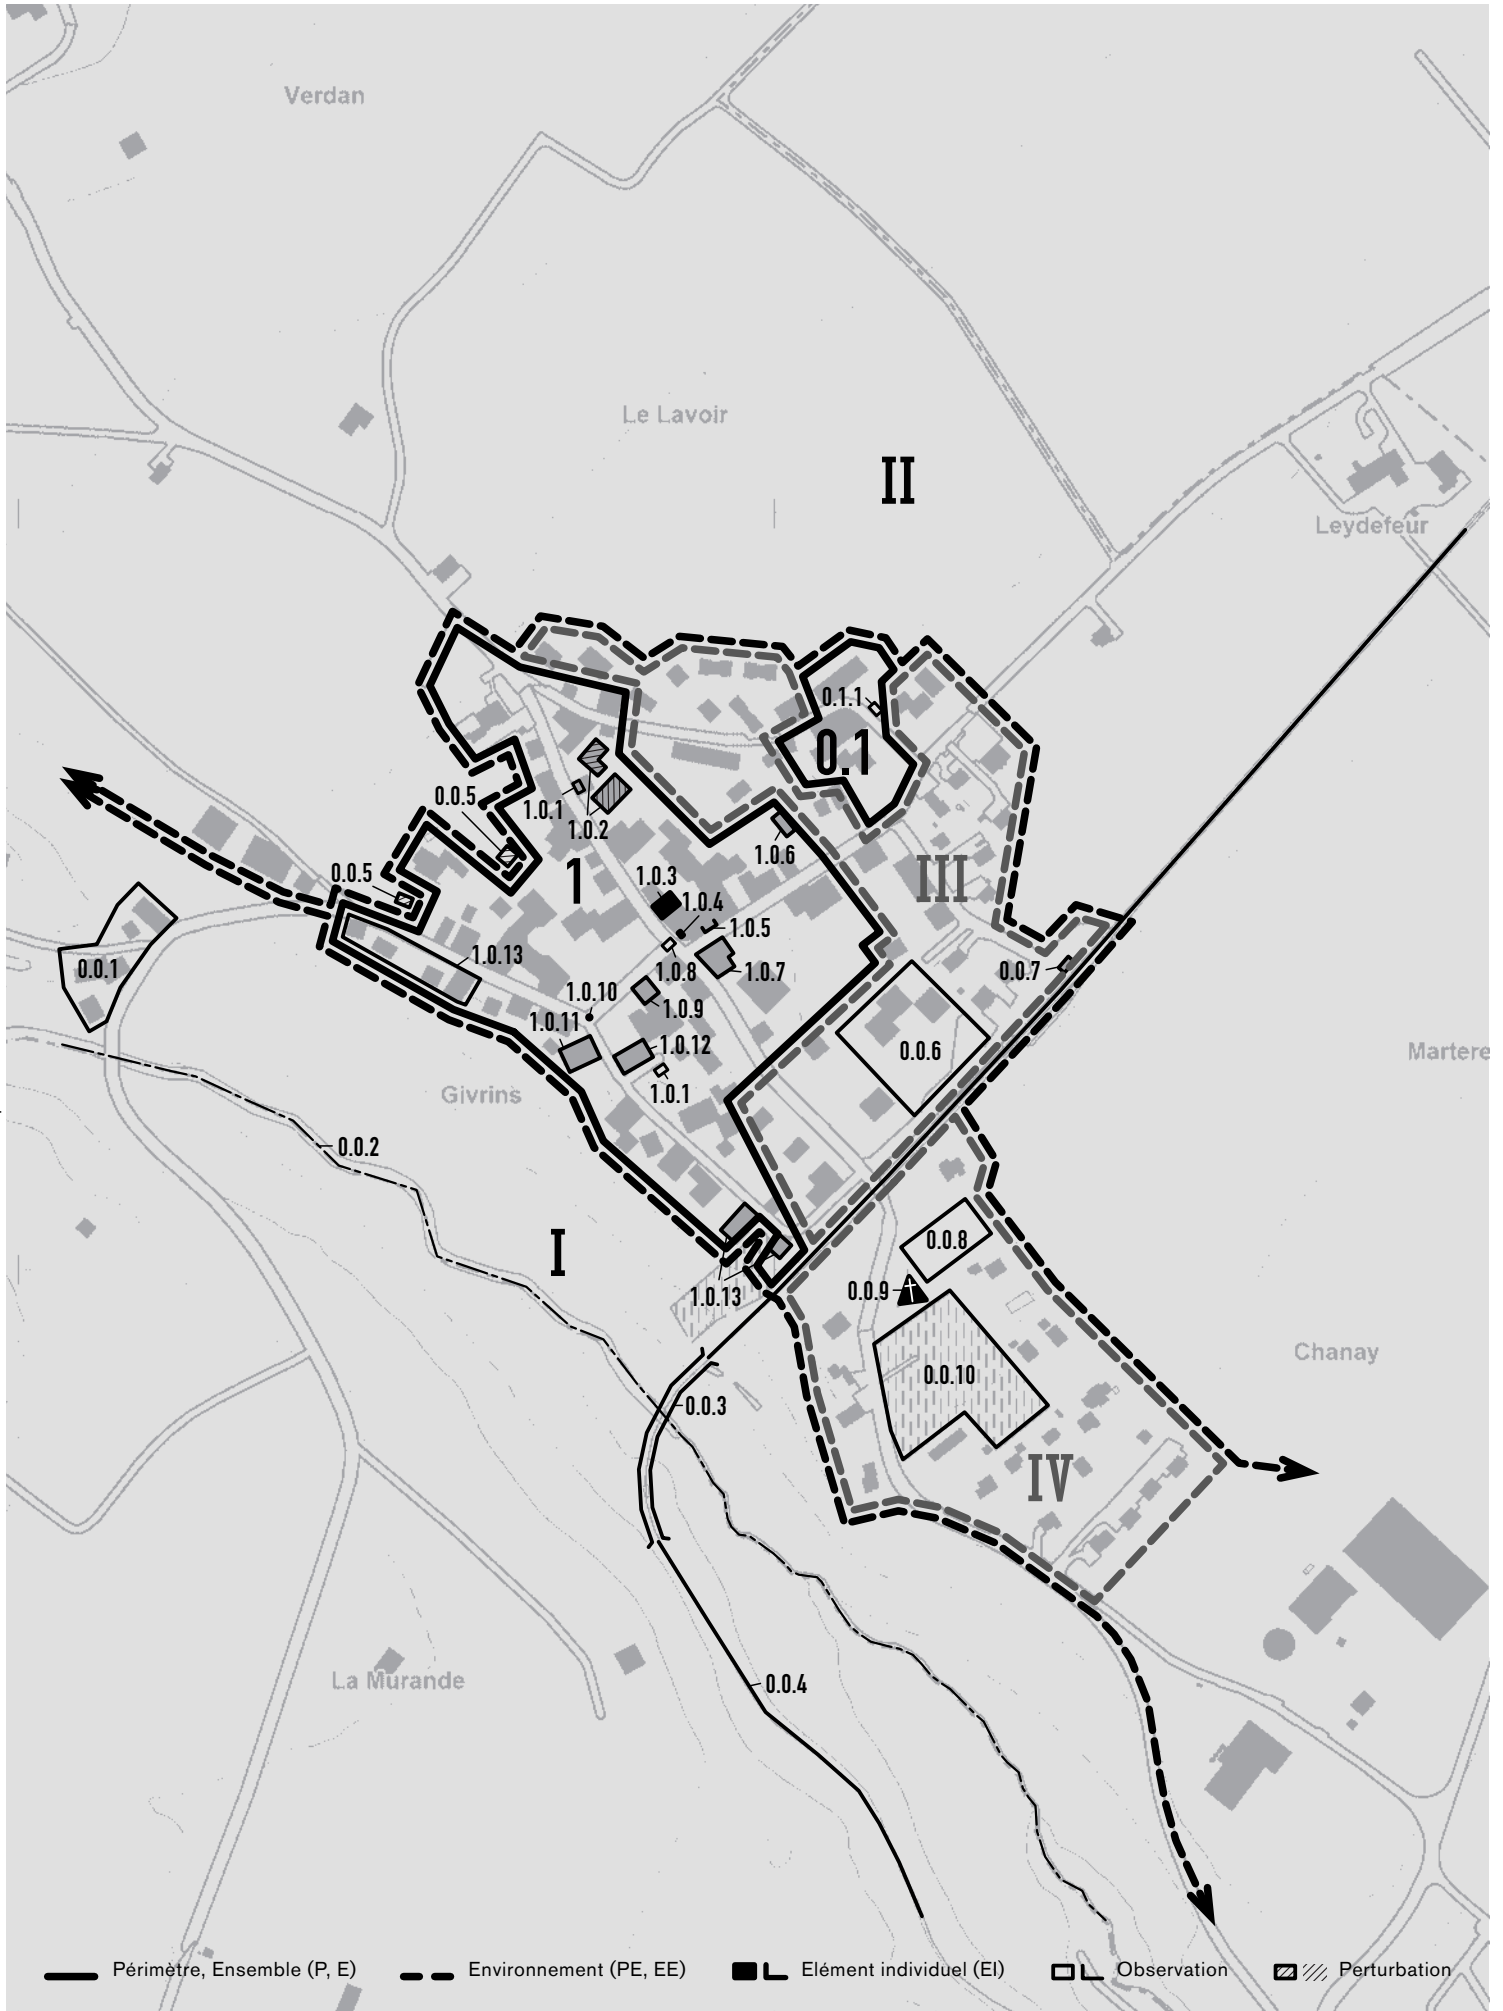 Verdan
Le Lavoir
II
Leydefeur
0.1.1
0.1
0.0.5
1.0.1
1.0.2
1.0.6
0.0.5
1
1.0.3
III
1.0.4
1.0.5
1.0.13
0.0.1
1.0.8
1.0.7
0.0.7
1.0.10
1.0.9
1.0.11
1.0.12
0.0.6
Martere
Givrins
1.0.1
0.0.2
I
0.0.8
0.0.9
1.0.13
Chanay
0.0.10
0.0.3
IV
La Murande
0.0.4
Périmètre, Ensemble (P, E) Environnement (PE, EE) Elément individuel (EI) Observation Perturbation